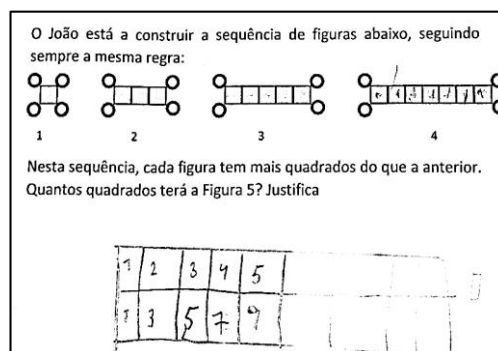 O João está a construir a sequência de figuras abaixo, seguindo
sempre a mesma regra:
1 2 3 4
Nesta sequência, cada figura tem mais quadrados do que a anterior.
Quantos quadrados terá a Figura 5? Justifica
1 2 3 4 5
1 3 5 7 9